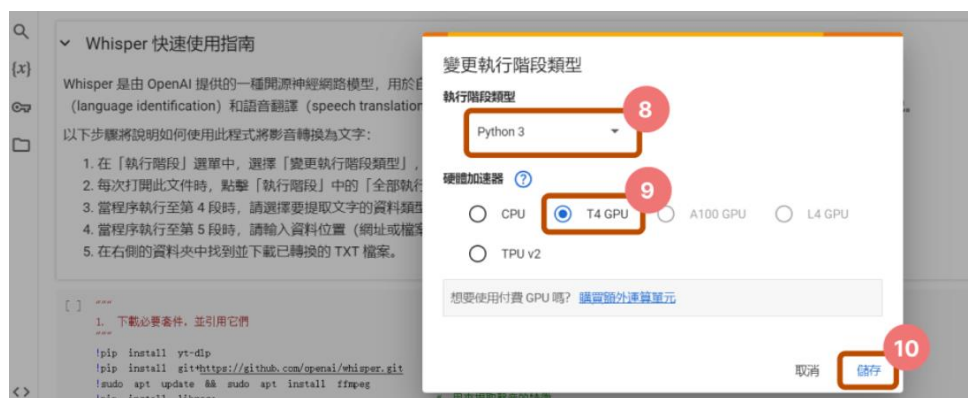 Whisper 快速使用指南
Whisper 是由 OpenAI 提供的一種開源神經網路模型，用於
（language identification）和語音翻譯（speech translation
以下步驟將說明如何使用此程式將影音轉換為文字：
1. 在「執行階段」選單中，選擇「變更執行階段類型」，
2. 每次打開此文件時，點擊「執行階段」中的「全部執行
3. 當程序執行至第 4 段時，請選擇要提取文字的資料類型
4. 當程序執行至第 5 段時，請輸入資料位置（網址或檔案
5. 在右側的資料夾中找到並下載已轉換的 TXT 檔案。
[ ] """
1. 下載必要套件，並引用它們
"""
!pip install yt-dlp
!pip install git+https://github.com/openai/whisper.git
!sudo apt update && sudo apt install ffmpeg
!pip install
變更執行階段類型
執行階段類型
8
Python 3
硬體加速器 ?
9
CPU
T4 GPU
A100 GPU
L4 GPU
TPU v2
想要使用付費 GPU 嗎？ 購買額外運算單元
10
取消
儲存
{x}
<>